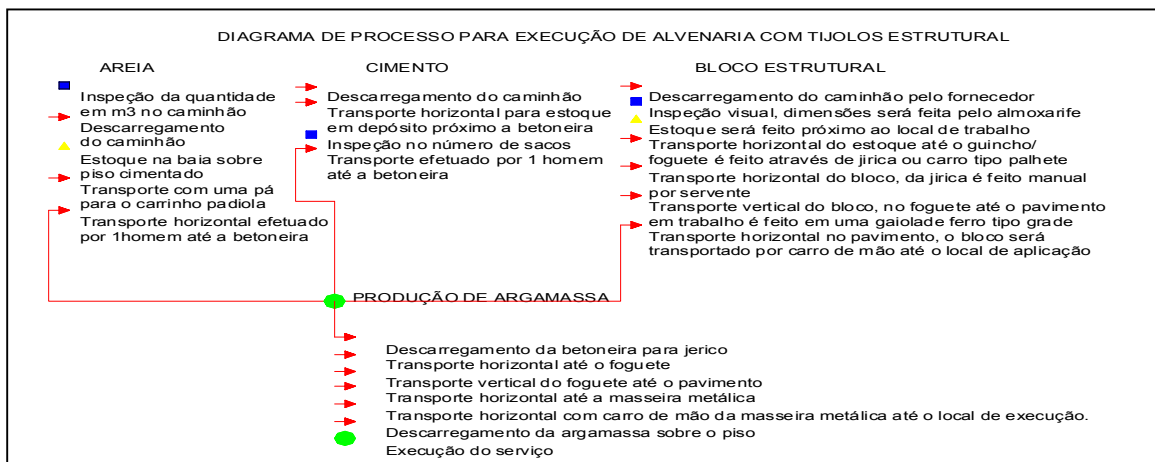 DIAGRAMA DE PROCESSO PARA EXECUÇÃO DE ALVENARIA COM TIJOLOS ESTRUTURAL
AREIA
Inspeção da quantidade
em m3 no caminhão
Descarregamento
do caminhão
Estoque na baia sobre
piso cimentado
Transporte com uma pá
para o carrinho padiola
Transporte horizontal efetuado
por 1homem até a betoneira
CIMENTO
Descarregamento do caminhão
Transporte horizontal para estoque
em depósito próximo a betoneira
Inspeção no número de sacos
Transporte efetuado por 1 homem
até a betoneira
BLOCO ESTRUTURAL
Descarregamento do caminhão pelo fornecedor
Inspeção visual, dimensões será feita pelo almoxarife
Estoque será feito próximo ao local de trabalho
Transporte horizontal do estoque até o guincho/
foguete é feito através de jirica ou carro tipo palhete
Transporte horizontal do bloco, da jirica é feito manual
por servente
Transporte vertical do bloco, no foguete até o pavimento
em trabalho é feito em uma gaiolade ferro tipo grade
Transporte horizontal no pavimento, o bloco será
transportado por carro de mão até o local de aplicação
PRODUÇÃO DE ARGAMASSA
Descarregamento da betoneira para jerico
Transporte horizontal até o foguete
Transporte vertical do foguete até o pavimento
Transporte horizontal até a masseira metálica
Transporte horizontal com carro de mão da masseira metálica até o local de execução.
Descarregamento da argamassa sobre o piso
Execução do serviço